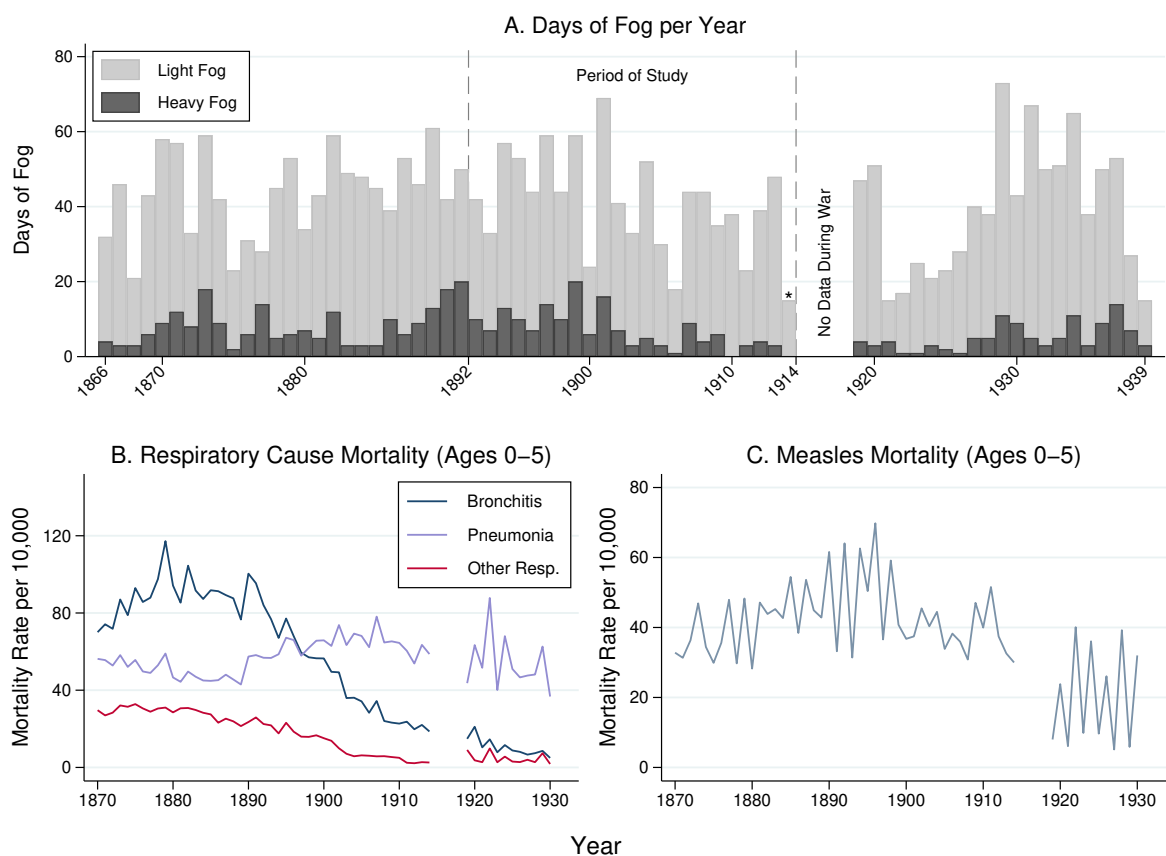 A. Days of Fog per Year
Days of Fog
80
60
40
20
0
Light Fog
Heavy Fog
Period of Study
No Data During War
*
1866
1870
1880
1892
1900
1910
1914
1920
1930
1939
B. Respiratory Cause Mortality (Ages 0−5)
Mortality Rate per 10,000
120
80
40
0
Bronchitis
Pneumonia
Other Resp.
1870
1880
1890
1900
1910
1920
1930
C. Measles Mortality (Ages 0−5)
Mortality Rate per 10,000
80
60
40
20
0
1870
1880
1890
1900
1910
1920
1930
Year